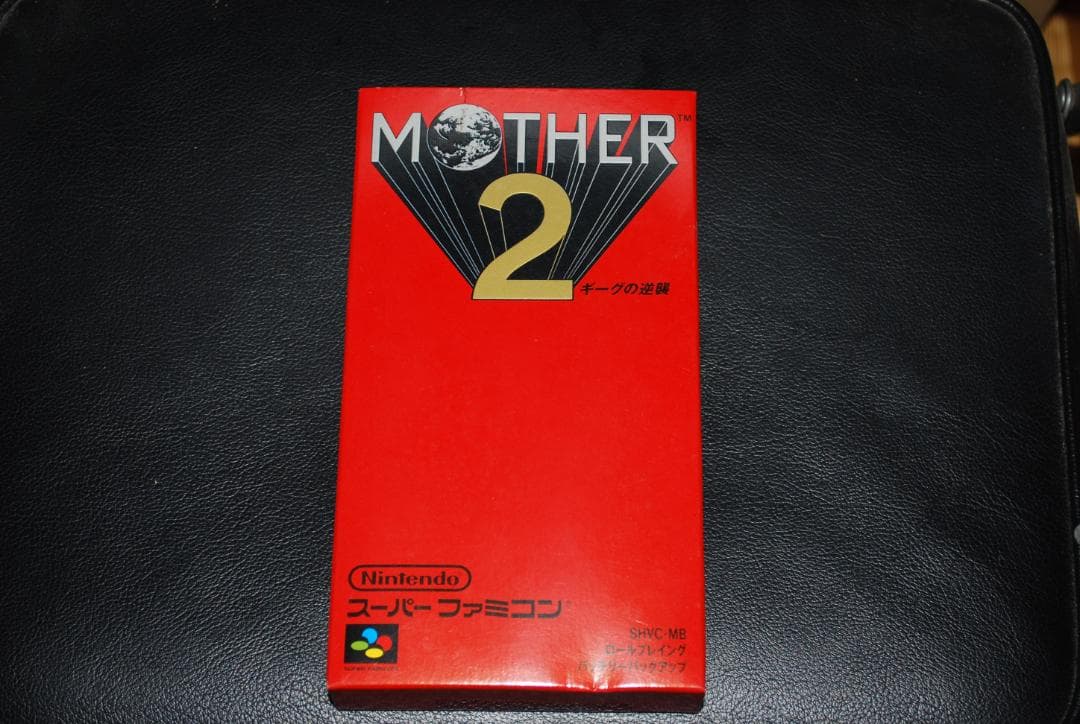 MOTHER™
2
ギーグの逆襲
Nintendo
スーパーファミコン®
SHVC-MB
ロールプレイング
バッテリーバックアップ